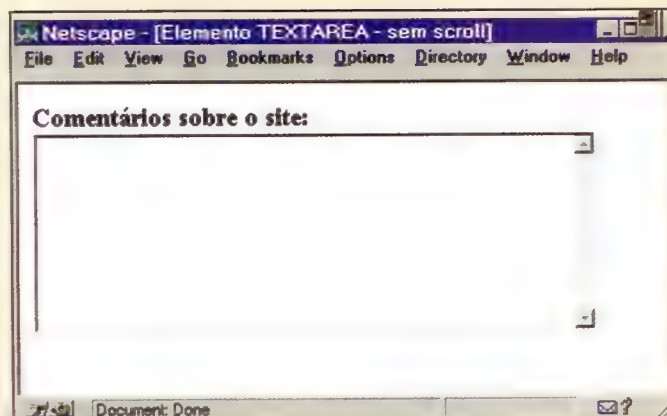 Netscape - [Elemento TEXTAREA - sem scroll]
File Edit View Go Bookmarks Options Directory Window Help
Comentários sobre o site:
Document: Done